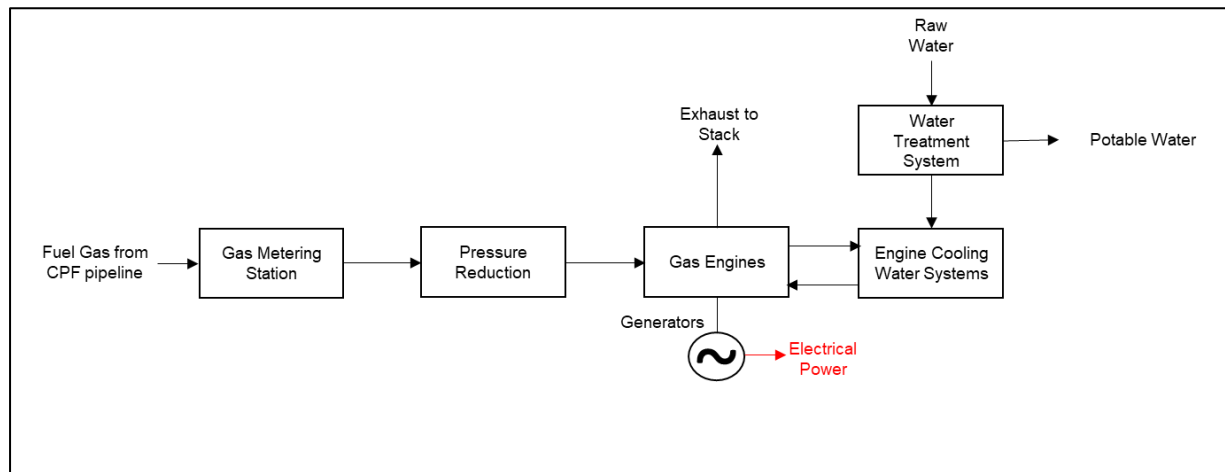 Raw
Water
Exhaust to
Stack
Water
Treatment
System
Potable Water
Fuel Gas from
CPF pipeline
Gas Metering
Station
Pressure
Reduction
Gas Engines
Engine Cooling
Water Systems
Generators
Electrical
Power